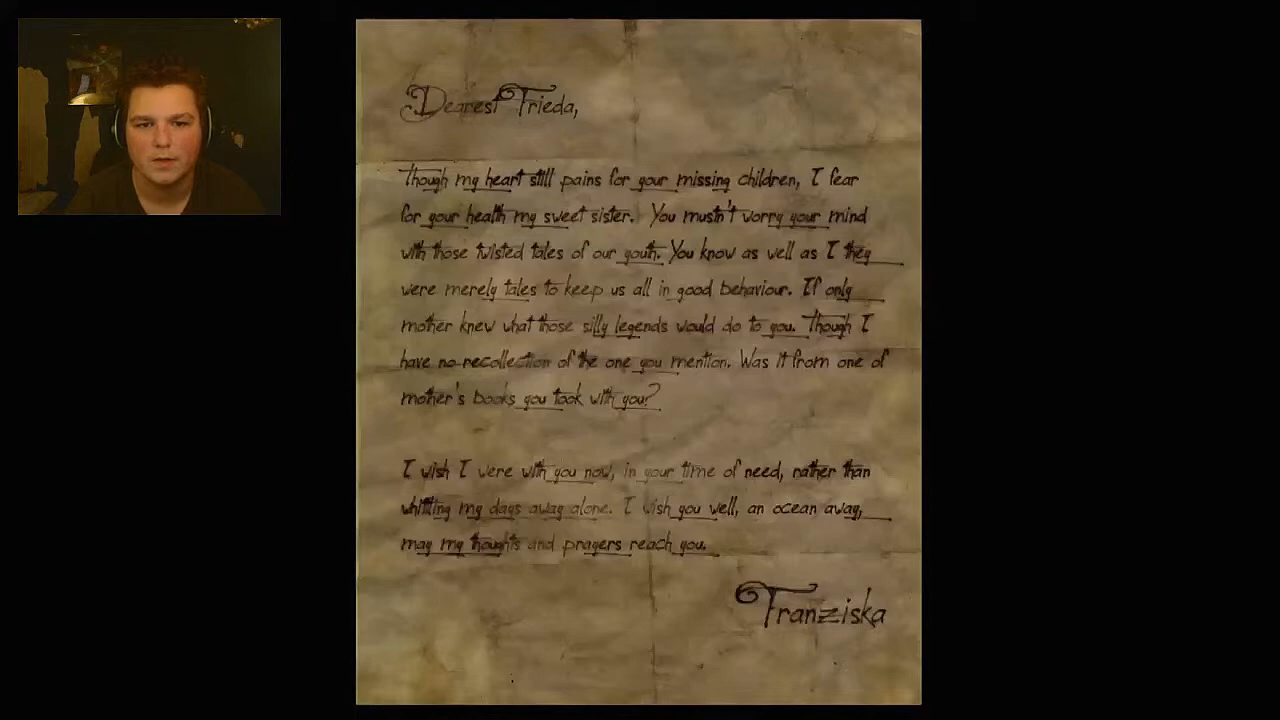 Dearest Frieda,
Though my heart still pains for your missing children, I fear
for your health my sweet sister. You mustn't worry your mind
with those twisted tales of our youth. You know as well as I they
were merely tales to keep us all in good behaviour. If only
mother knew what those silly legends would do to you. Though I
have no recollection of the one you mention. Was it from one of
mother's books you took with you?
I wish I were with you now, in your time of need, rather than
whittling my days away alone. I wish you well, an ocean away,
may my thoughts and prayers reach you.
Franziska